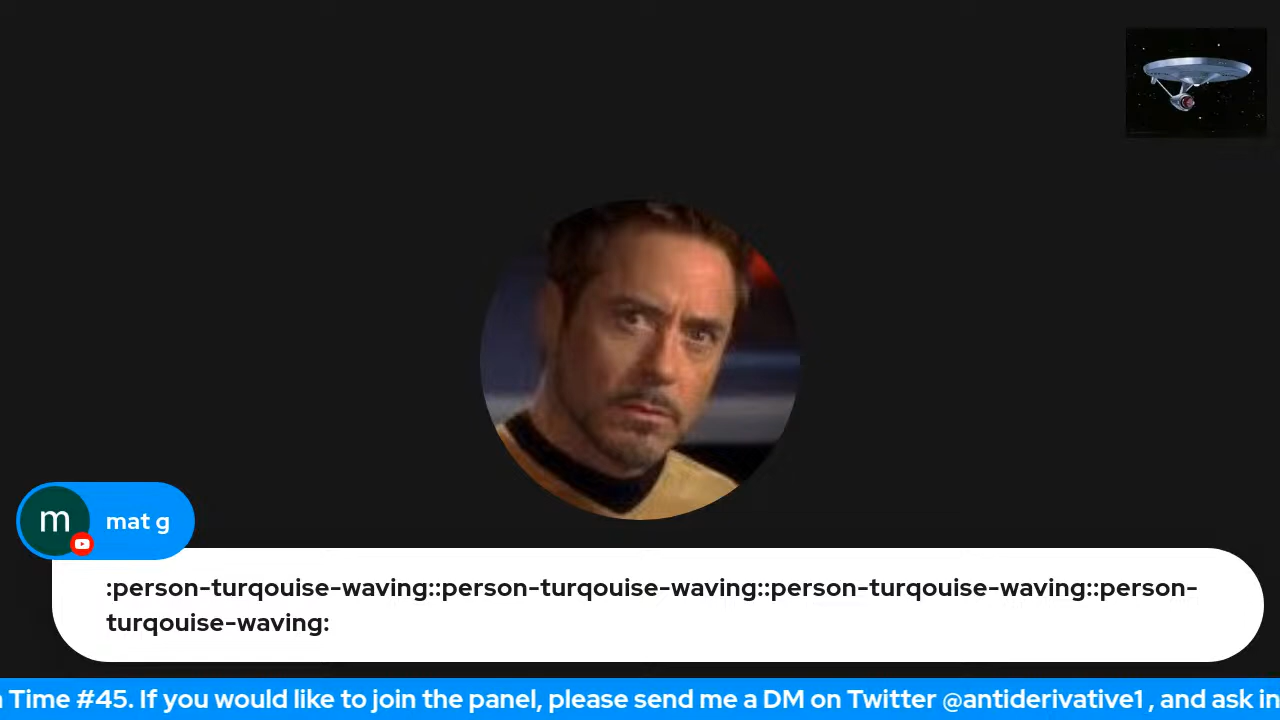 m
mat g
:person-turqouise-waving::person-turqouise-waving::person-turqouise-waving::person-
turqouise-waving:
Time #45. If you would like to join the panel, please send me a DM on Twitter @antiderivative1 , and ask in